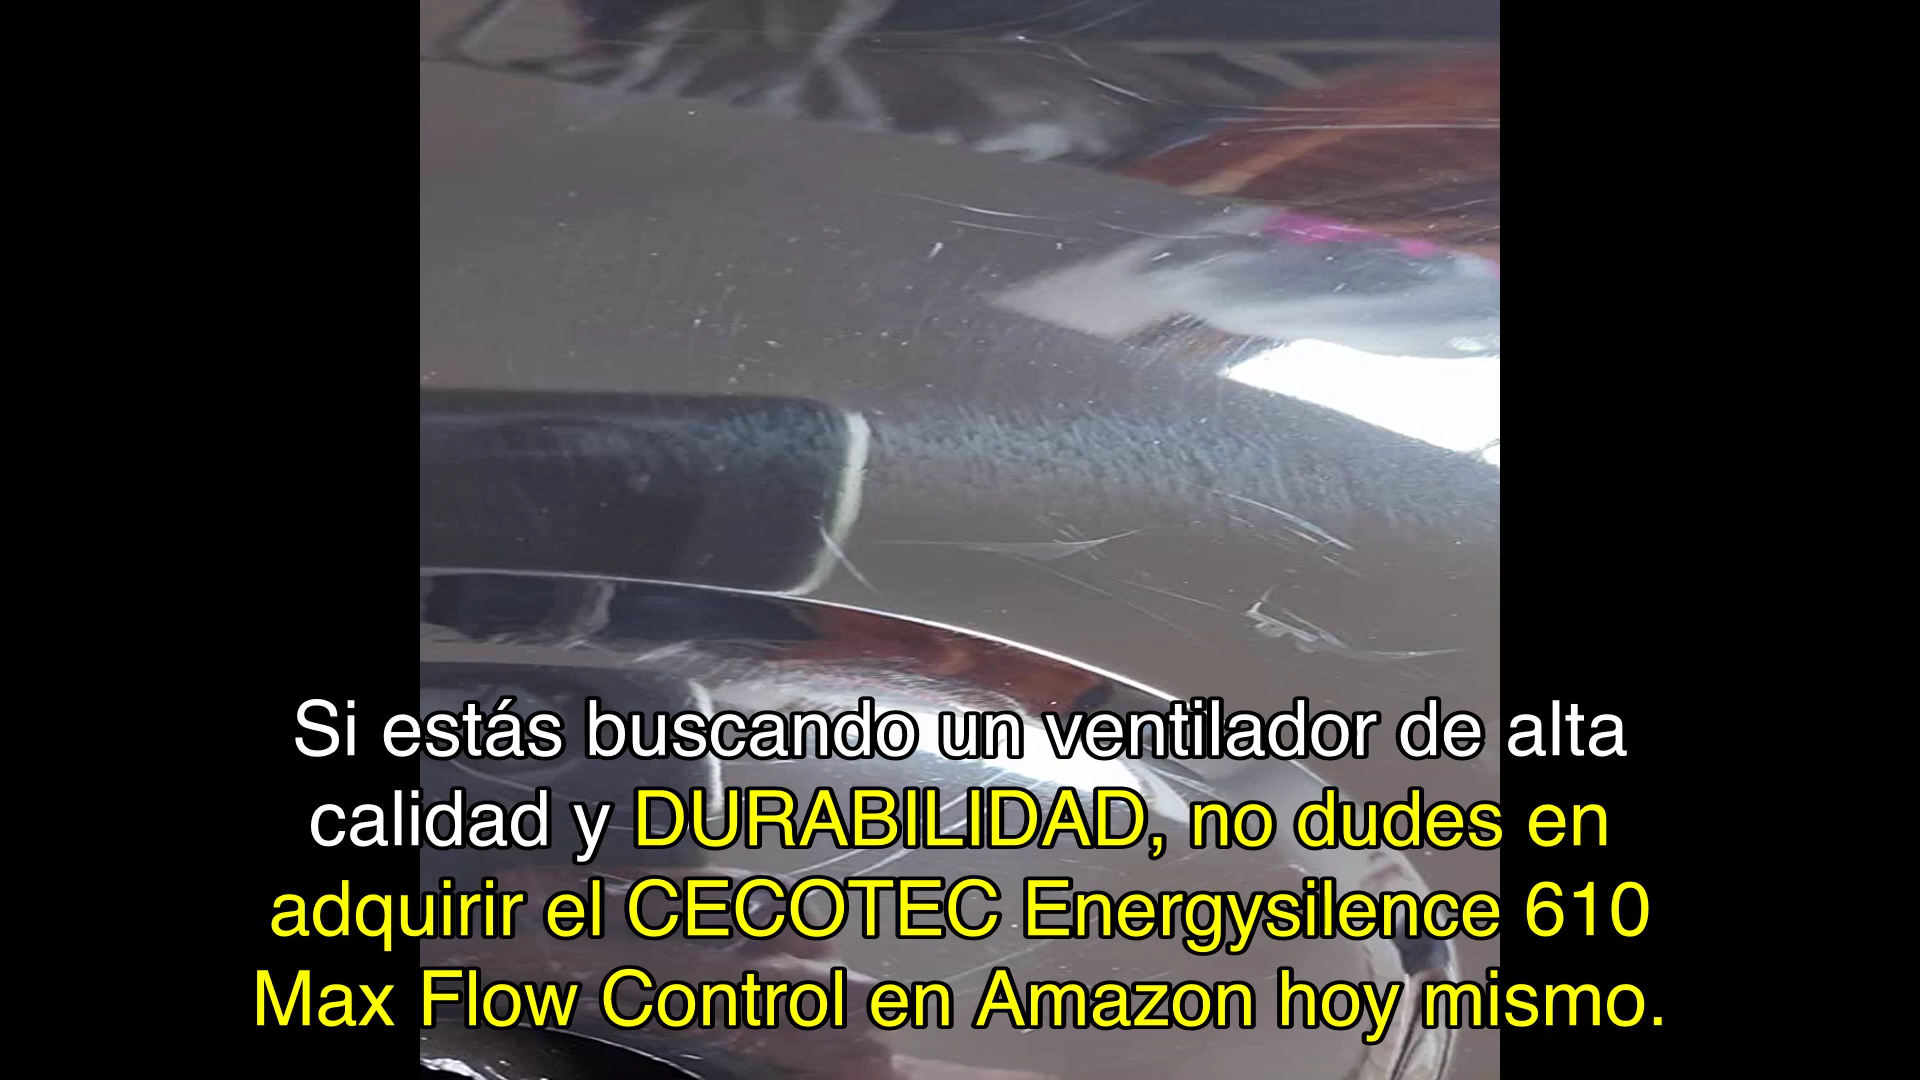 Si estás buscando un ventilador de alta
calidad y DURABILIDAD, no dudes en
adquirir el CECOTEC Energysilence 610
Max Flow Control en Amazon hoy mismo.